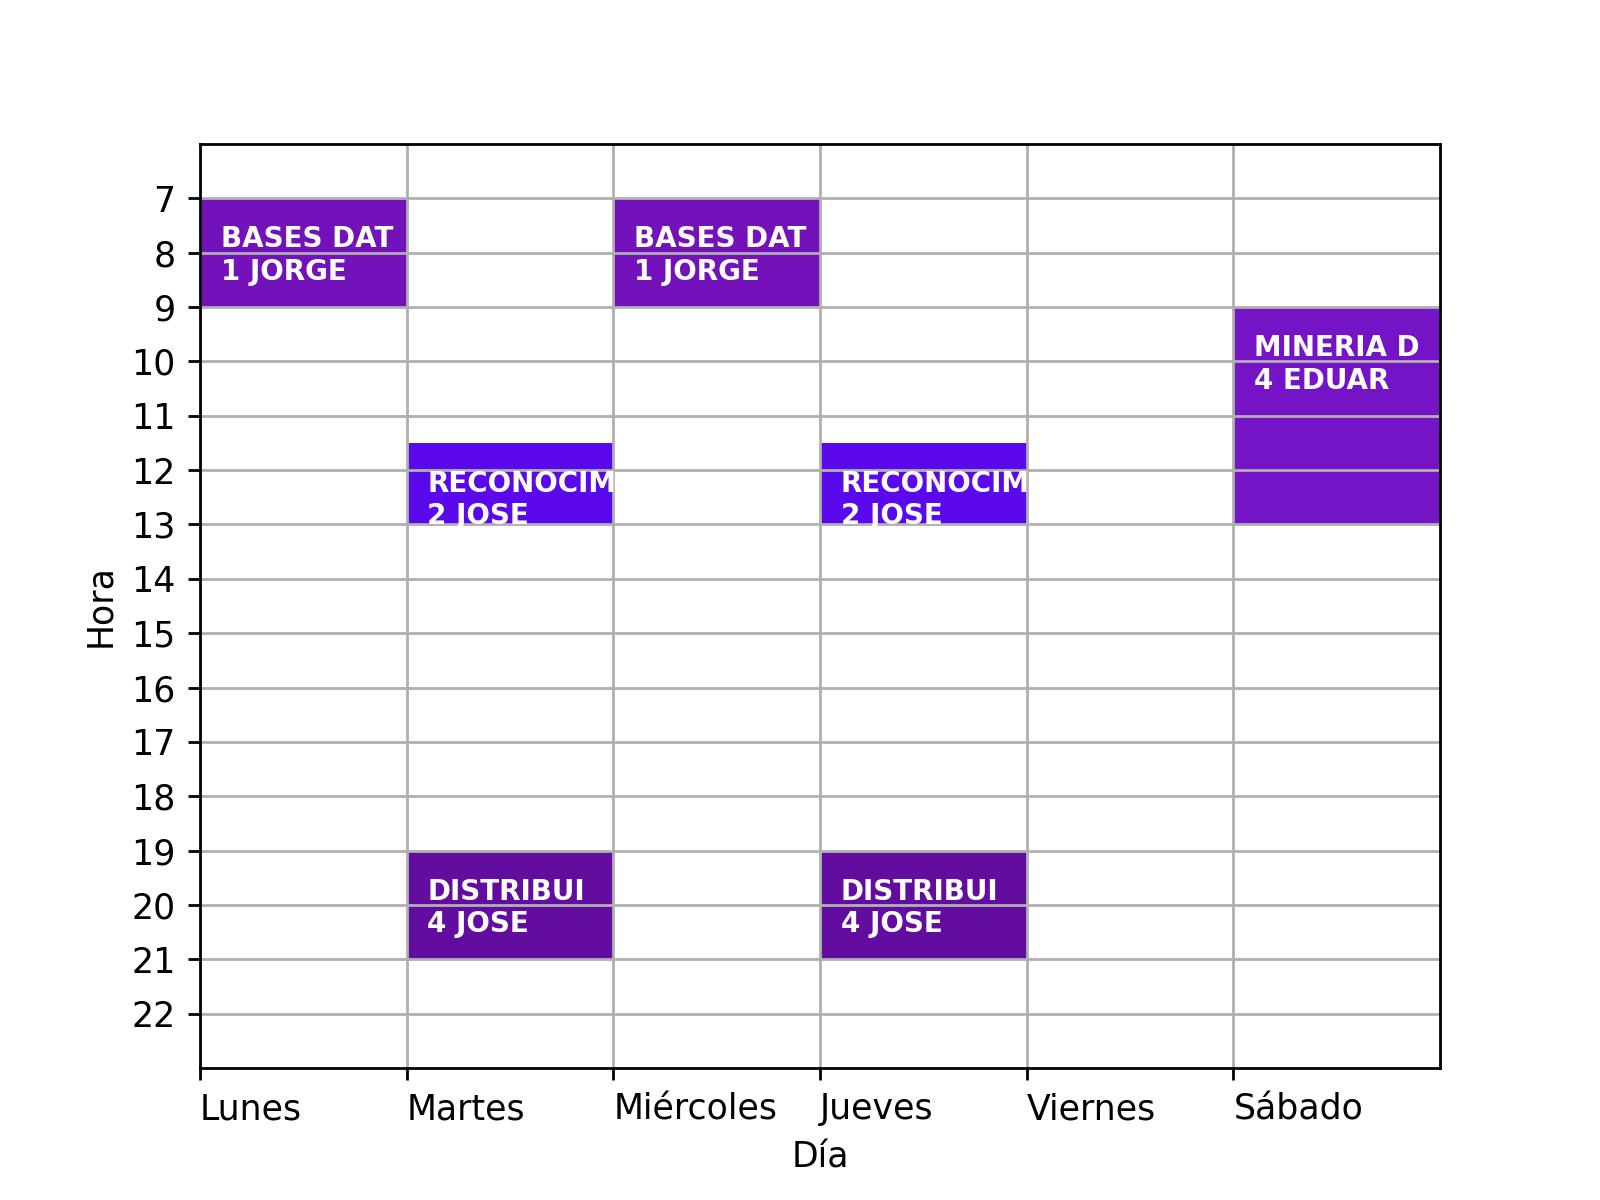 7
8
9
10
11
12
13
14
15
16
17
18
19
20
21
22
Hora
BASES DAT
1 JORGE
BASES DAT
1 JORGE
MINERIA D
4 EDUAR
RECONOCIM
2 JOSE
RECONOCIM
2 JOSE
DISTRIBUI
4 JOSE
DISTRIBUI
4 JOSE
Lunes Martes Miércoles Jueves Viernes Sábado
Día